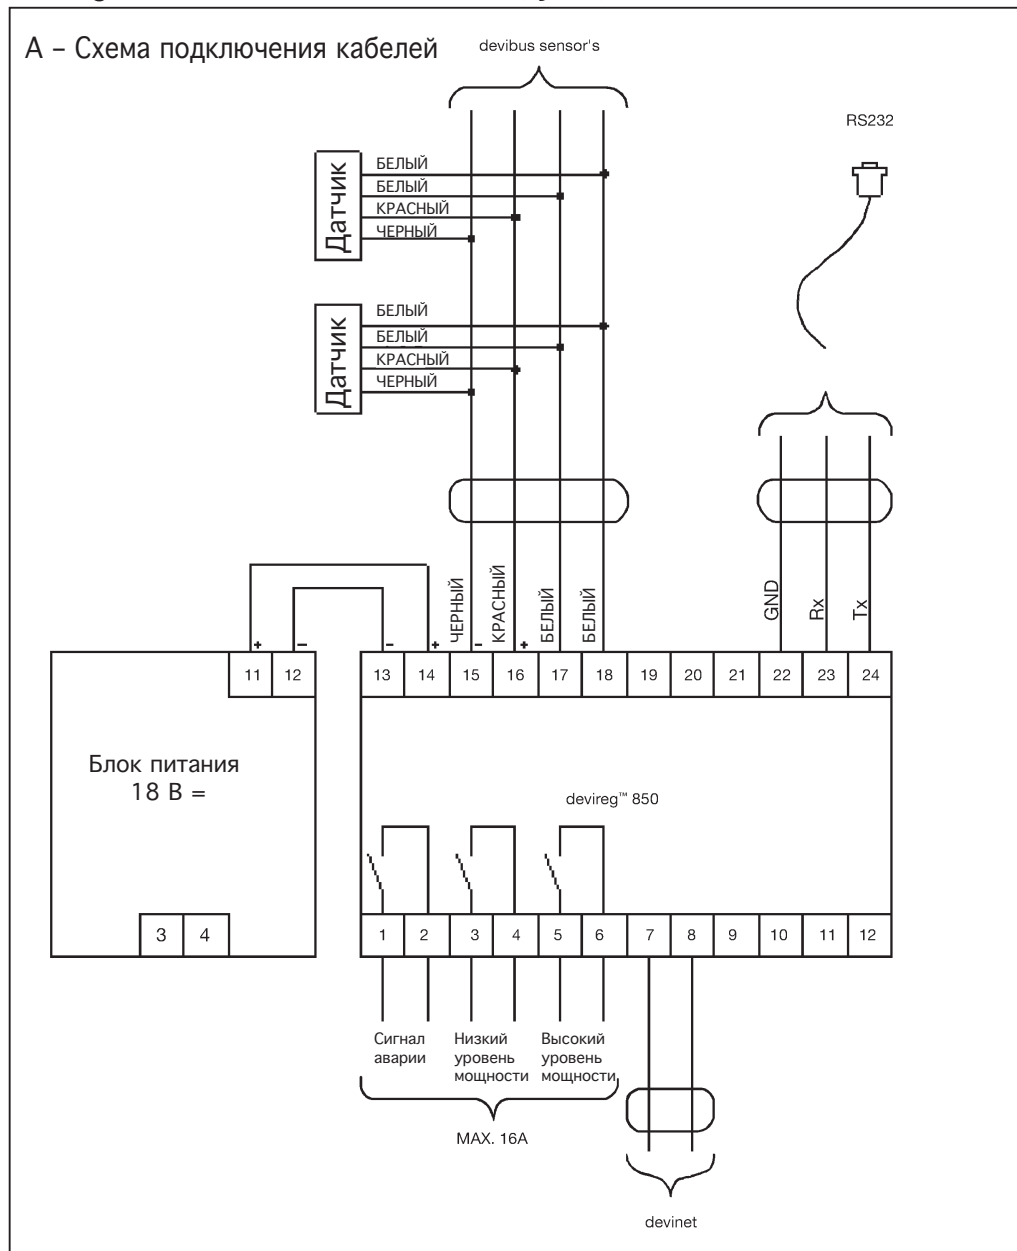 А – Схема подключения кабелей
devibus sensor's
RS232
Датчик
БЕЛЫЙ
БЕЛЫЙ
КРАСНЫЙ
ЧЕРНЫЙ
Датчик
БЕЛЫЙ
БЕЛЫЙ
КРАСНЫЙ
ЧЕРНЫЙ
ЧЕРНЫЙ
КРАСНЫЙ
БЕЛЫЙ
БЕЛЫЙ
GND
Rx
Tx
+ – – + – +
11 12
13 14 15 16 17 18 19 20 21 22 23 24
Блок питания
18 В =
devireg™ 850
3 4
1 2 3 4 5 6 7 8 9 10 11 12
Сигнал
аварии
Низкий
уровень
мощности
Высокий
уровень
мощности
MAX. 16A
devinet